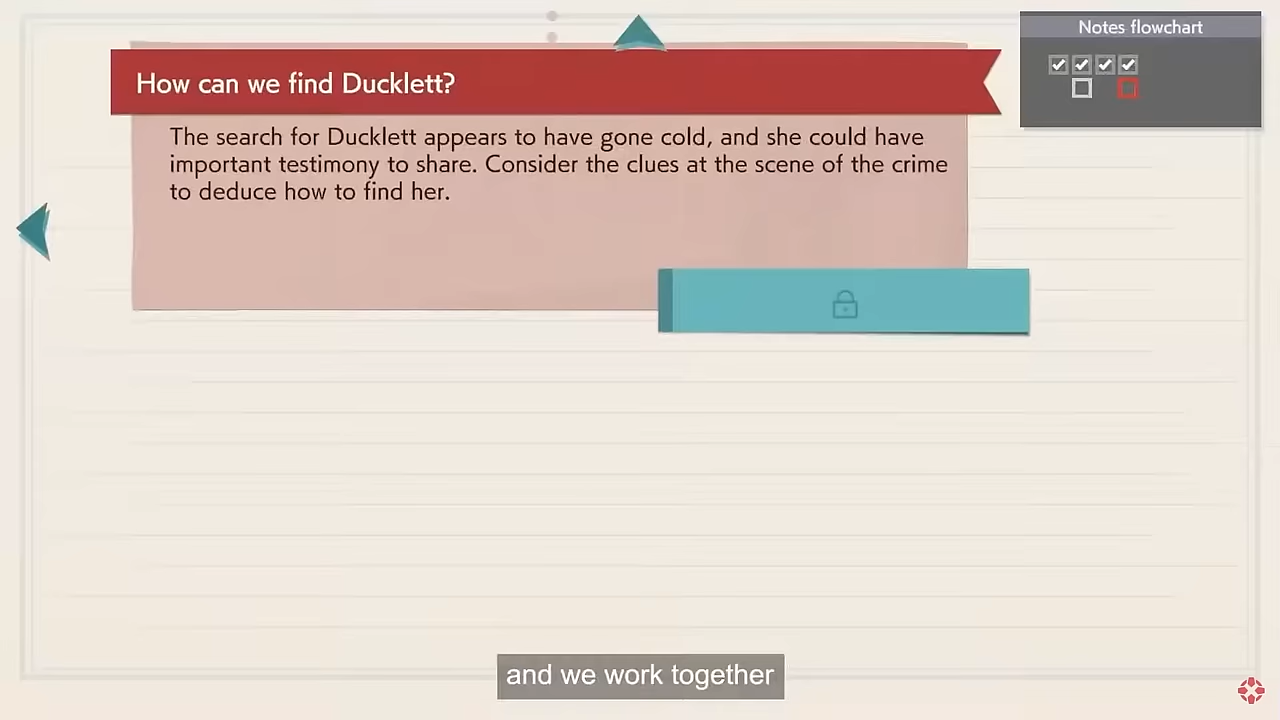 Notes flowchart
How can we find Ducklett?
The search for Ducklett appears to have gone cold, and she could have
important testimony to share. Consider the clues at the scene of the crime
to deduce how to find her.
and we work together